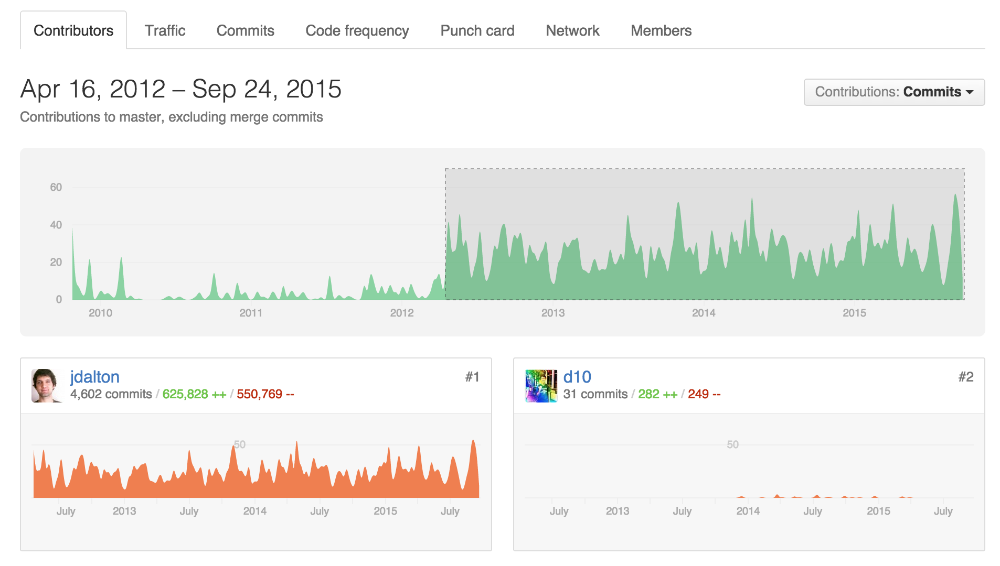 Contributors Traffic Commits Code frequency Punch card Network Members
Apr 16, 2012 – Sep 24, 2015
Contributions: Commits
Contributions to master, excluding merge commits
60
40
20
0
2010 2011 2012 2013 2014 2015
jdalton #1
4,602 commits / 625,828 ++ / 550,769 --
50
July 2013 July 2014 July 2015 July
d10 #2
31 commits / 282 ++ / 249 --
50
July 2013 July 2014 July 2015 July